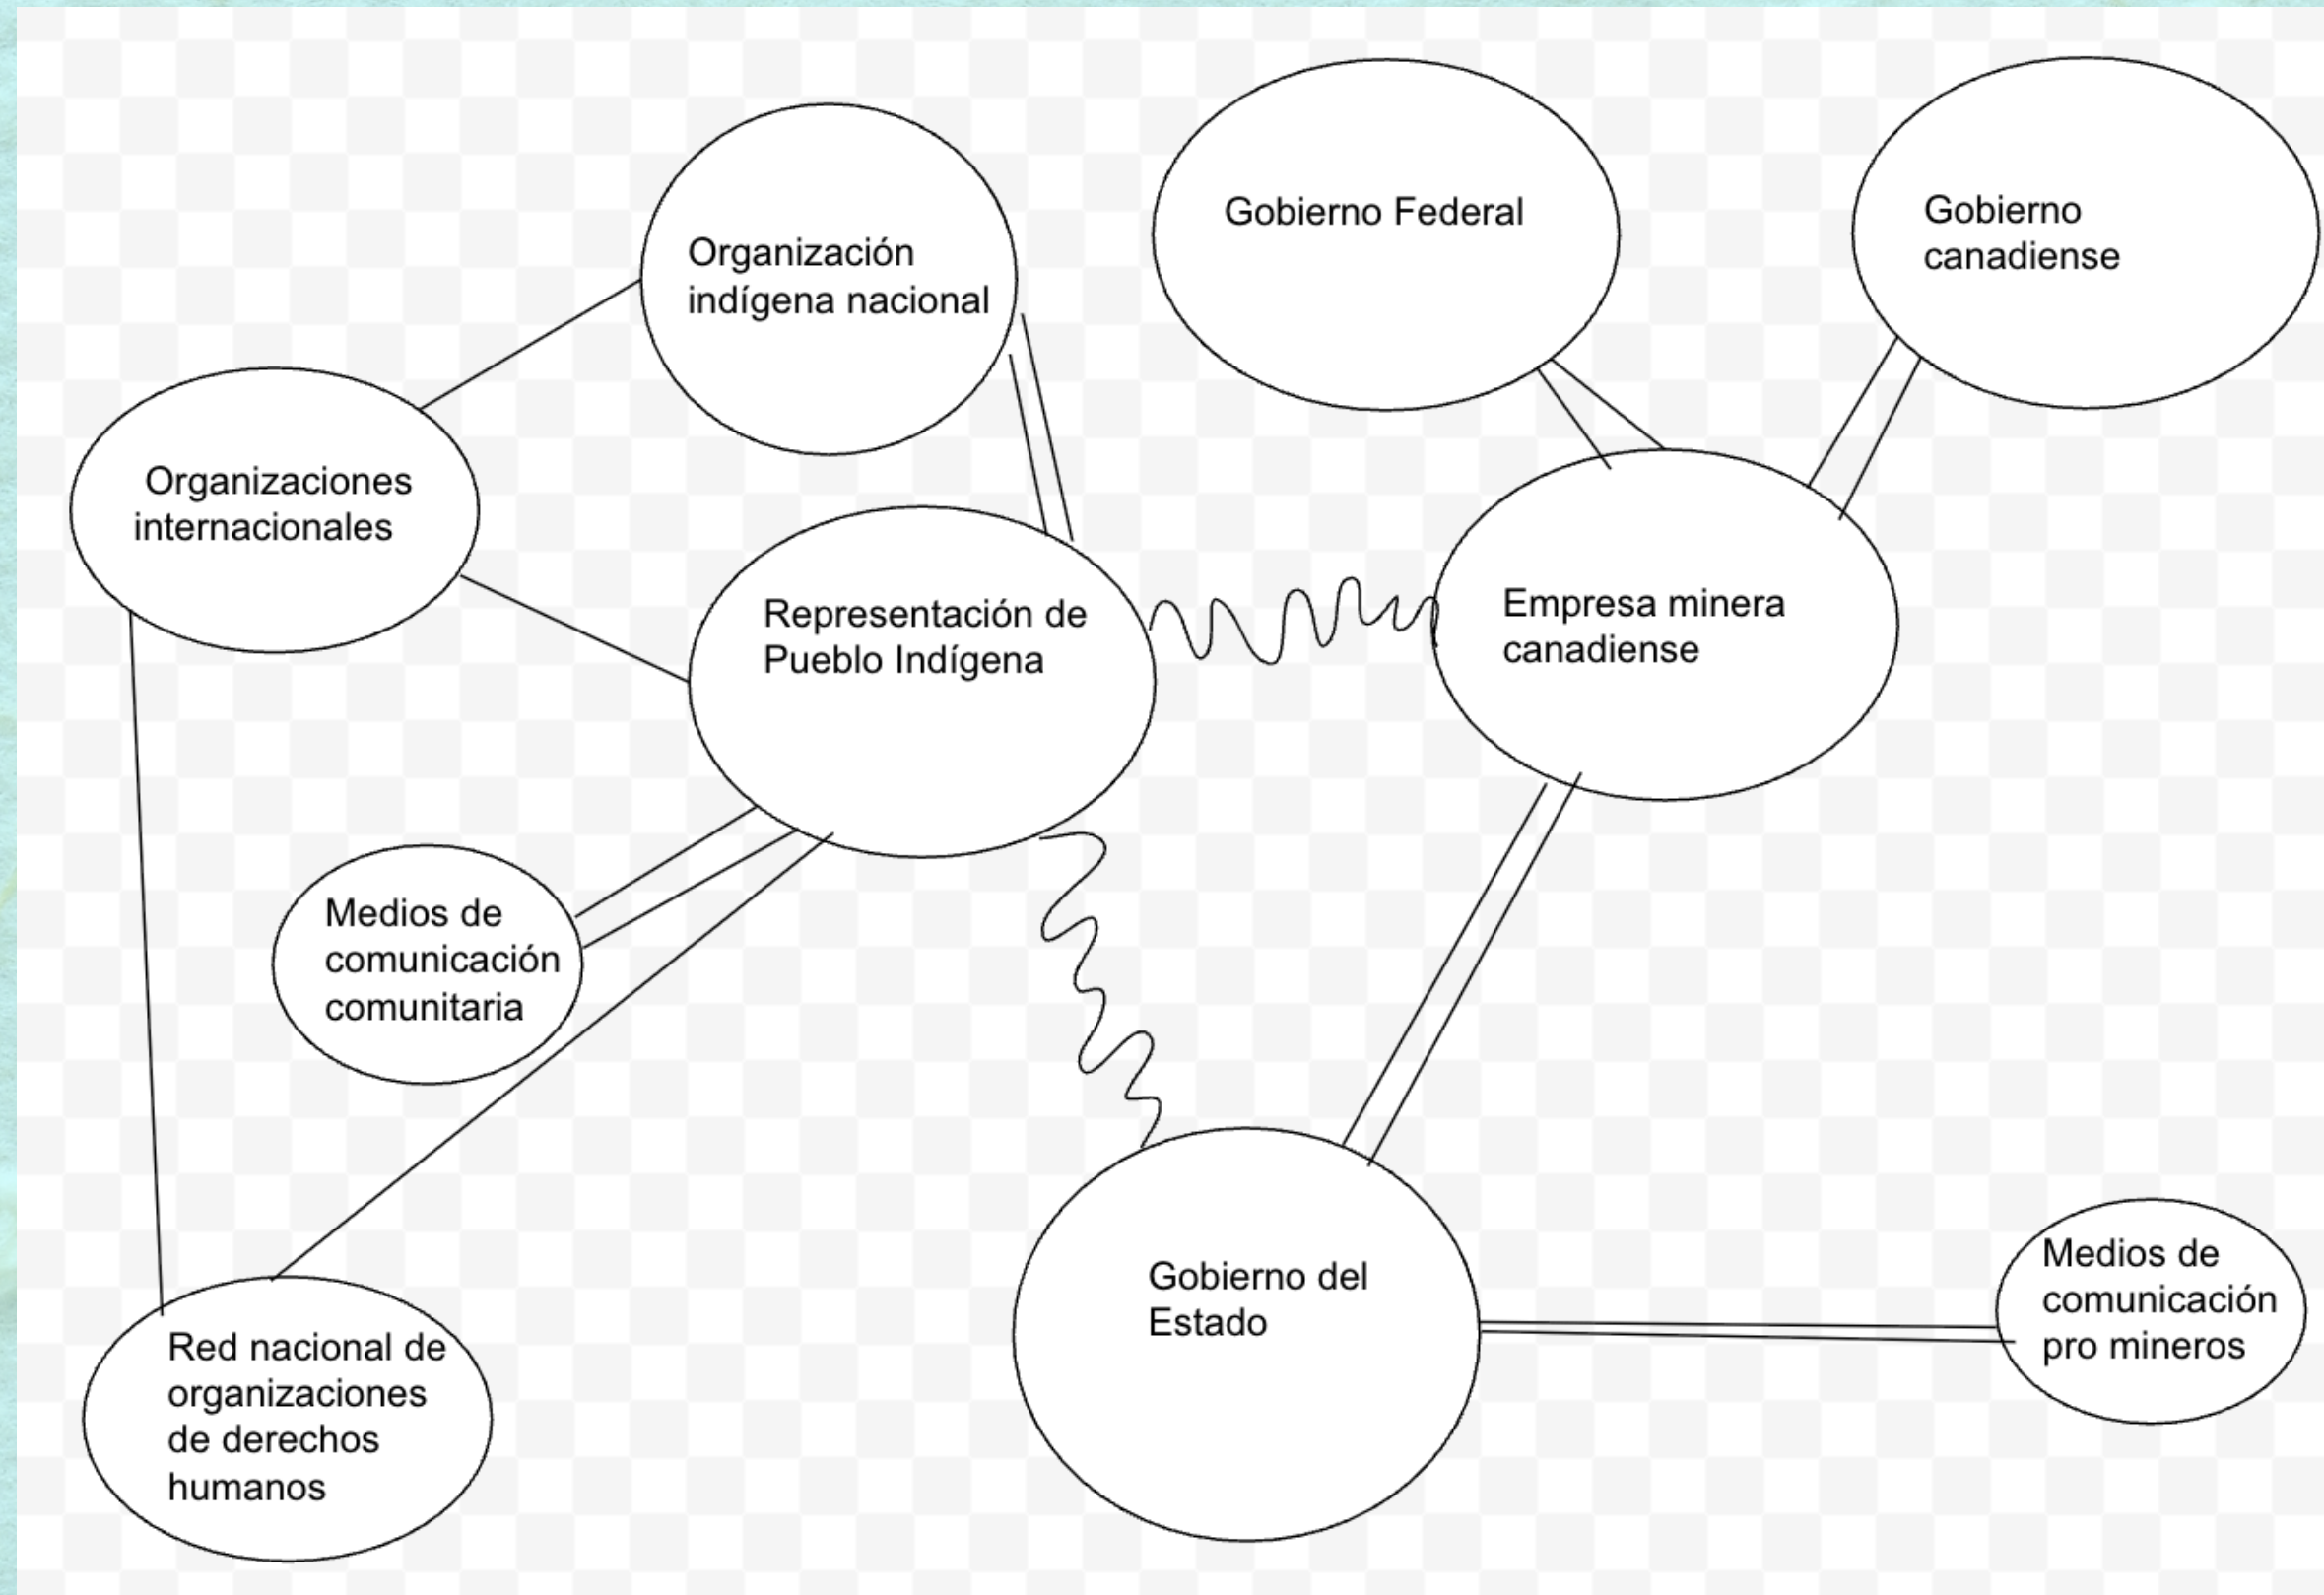 Organización
indígena nacional
Gobierno Federal
Gobierno
canadiense
Organizaciones
internacionales
Representación de
Pueblo Indígena
Empresa minera
canadiense
Medios de
comunicación
comunitaria
Gobierno del
Estado
Medios de
comunicación
pro mineros
Red nacional de
organizaciones
de derechos
humanos